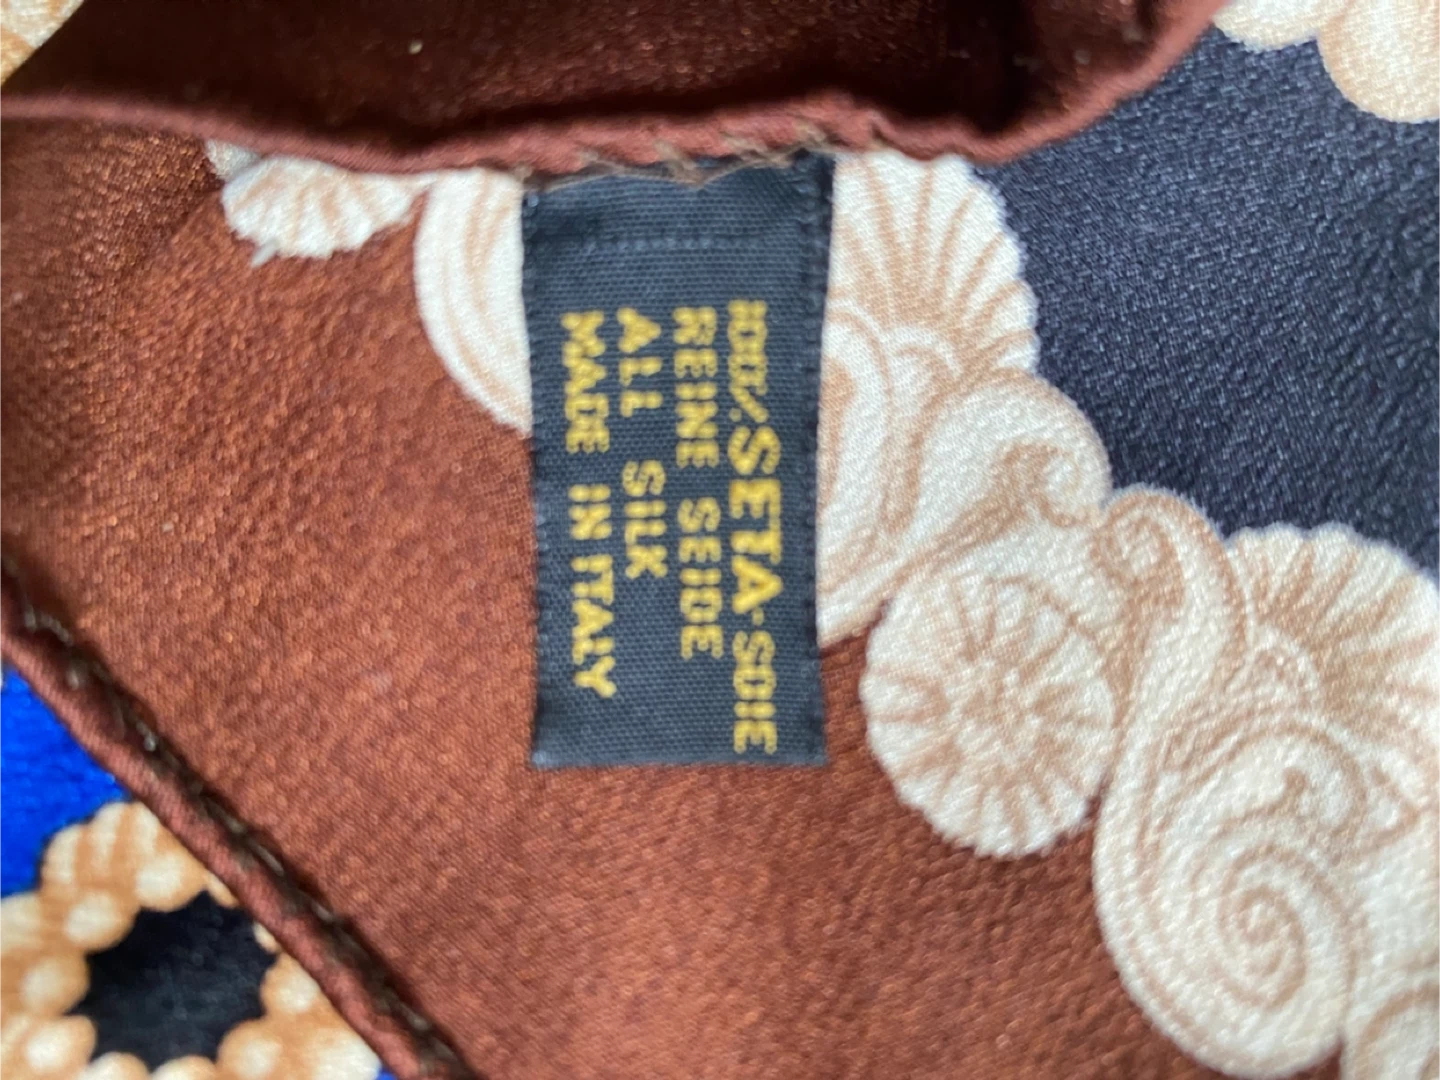 100% SETA-SOIE
REINE SEIDE
ALL SILK
MADE IN ITALY